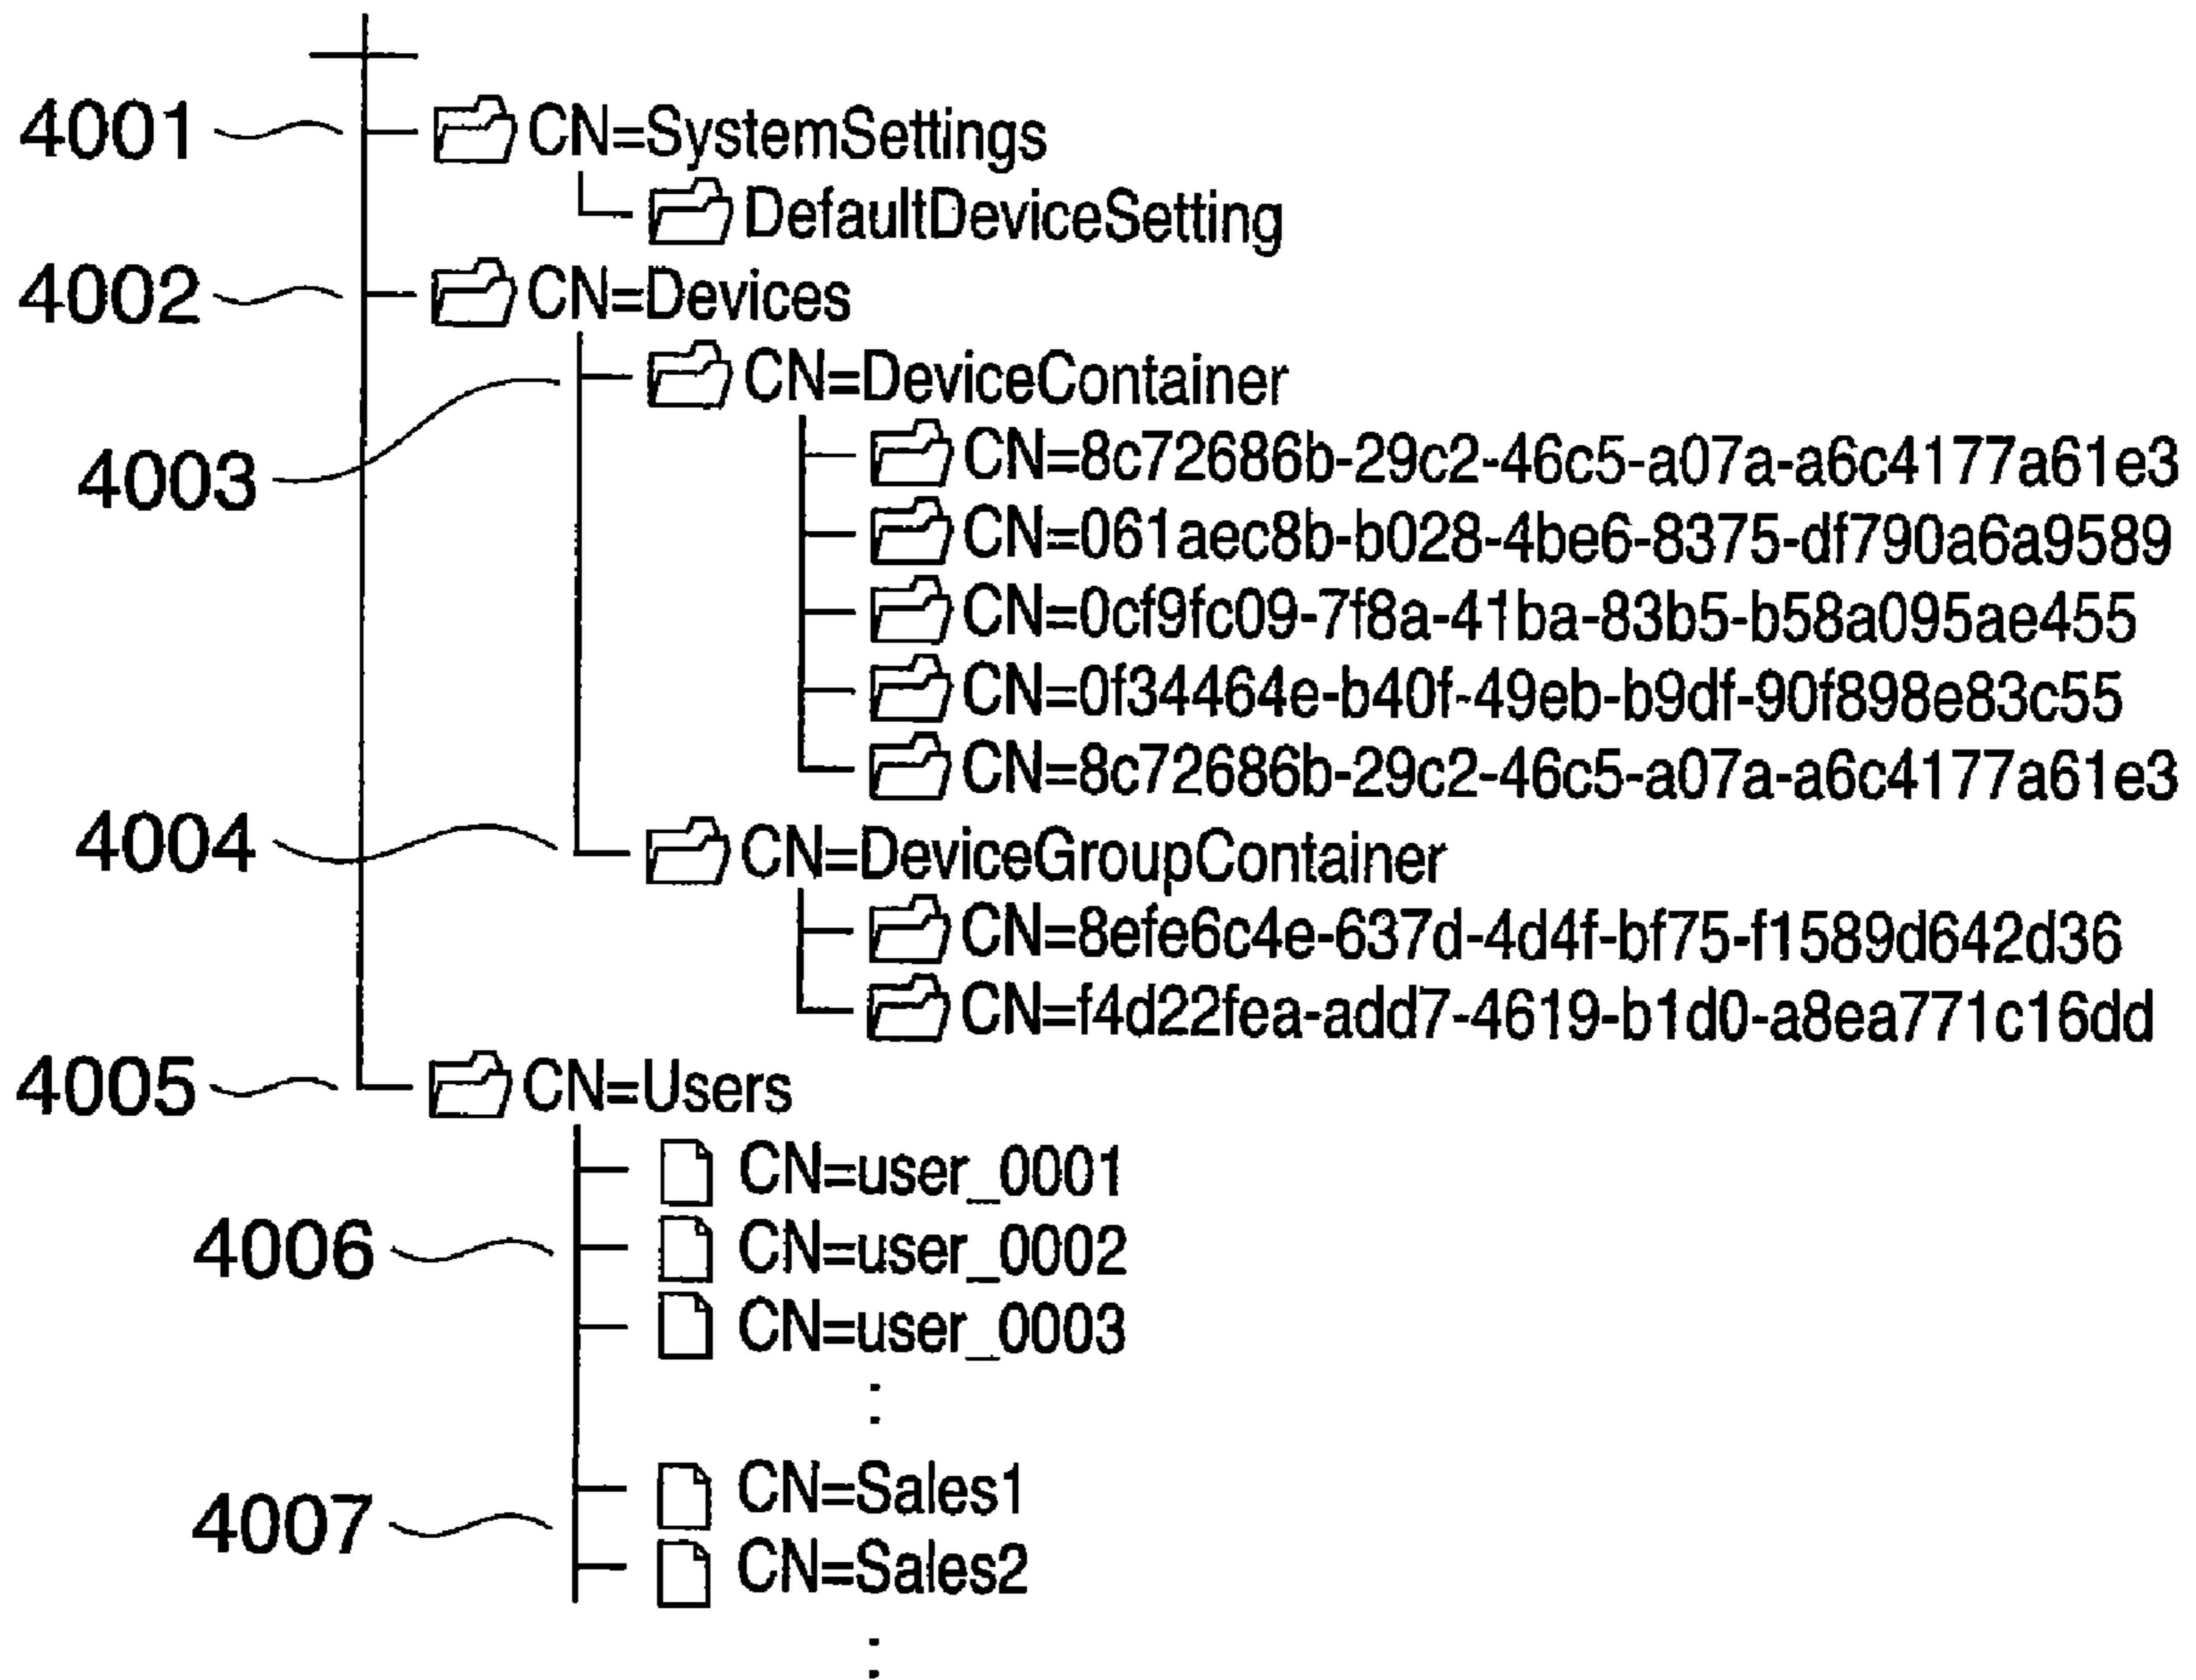 4001 CN=SystemSettings
DefaultDeviceSetting
4002 CN=Devices
CN=DeviceContainer
4003 CN=8c72686b-29c2-46c5-a07a-a6c4177a61e3
CN=061aec8b-b028-4be6-8375-df790a6a9589
CN=0cf9fc09-7f8a-41ba-83b5-b58a095ae455
CN=0f34464e-b40f-49eb-b9df-90f898e83c55
CN=8c72686b-29c2-46c5-a07a-a6c4177a61e3
4004 CN=DeviceGroupContainer
CN=8efe6c4e-637d-4d4f-bf75-f1589d642d36
CN=f4d22fea-add7-4619-b1d0-a8ea771c16dd
4005 CN=Users
CN=user_0001
4006 CN=user_0002
CN=user_0003
:
CN=Sales1
4007 CN=Sales2
: